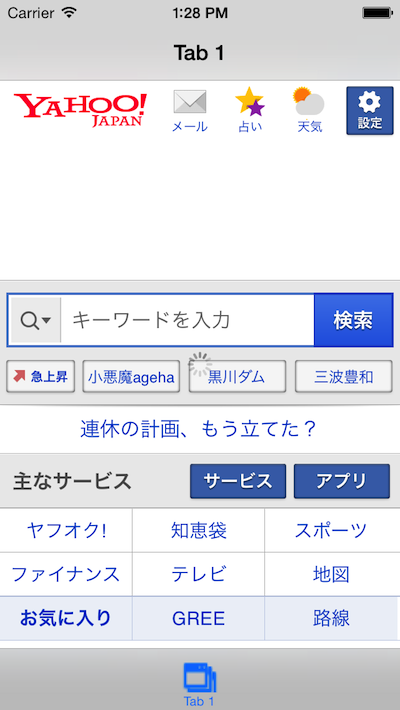 Carrier 1:28 PM
Tab 1
YAHOO!
JAPAN
メール 占い 天気 設定
キーワードを入力 検索
急上昇 小悪魔ageha 黒川ダム 三波豊和
連休の計画、もう立てた？
主なサービス サービス アプリ
ヤフオク! 知恵袋 スポーツ
ファイナンス テレビ 地図
お気に入り GREE 路線
Tab 1